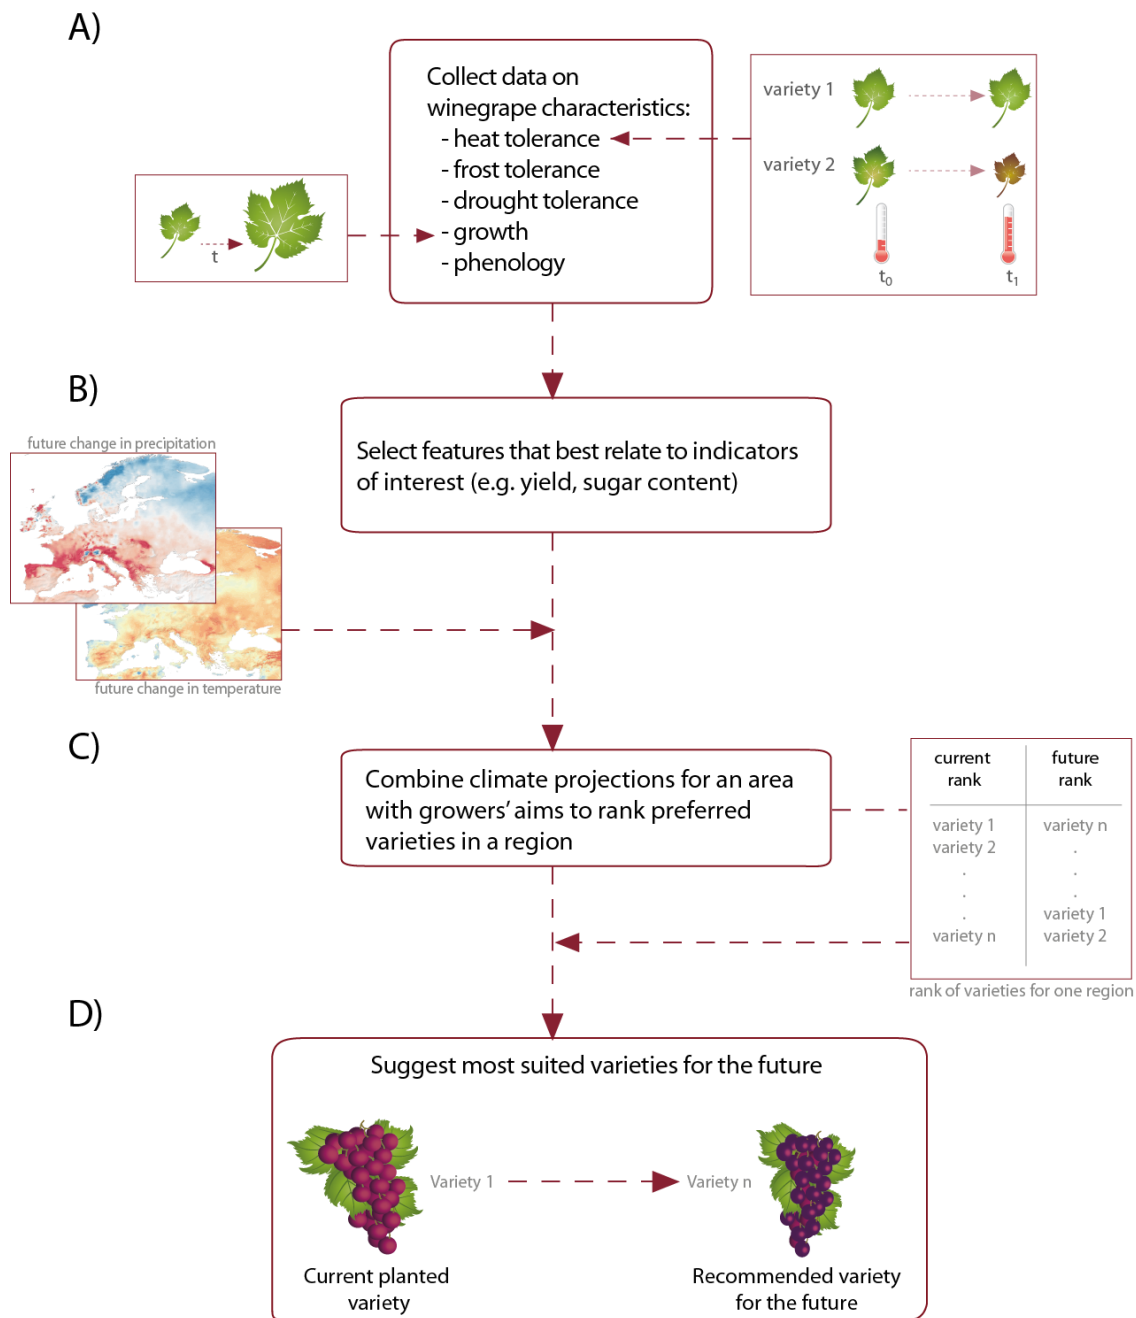 A)
Collect data on
winegrape characteristics:
- heat tolerance
- frost tolerance
- drought tolerance
- growth
- phenology
variety 1
variety 2
t0
t1
t
B)
future change in precipitation
future change in temperature
Select features that best relate to indicators
of interest (e.g. yield, sugar content)
C)
Combine climate projections for an area
with growers' aims to rank preferred
varieties in a region
current
rank
future
rank
variety 1
variety n
variety 2
.
.
.
.
.
.
variety 1
variety n
variety 2
rank of varieties for one region
D)
Suggest most suited varieties for the future
Variety 1
Variety n
Current planted
variety
Recommended variety
for the future